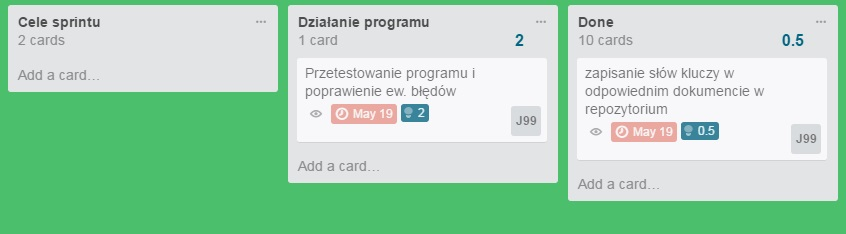 Cele sprintu
2 cards
Add a card…
Działanie programu
1 card
2
Przetestowanie programu i
poprawienie ew. błędów
May 19
2
J99
Add a card…
Done
10 cards
0.5
zapisanie słów kluczy w
odpowiednim dokumencie w
repozytorium
May 19
0.5
J99
Add a card…